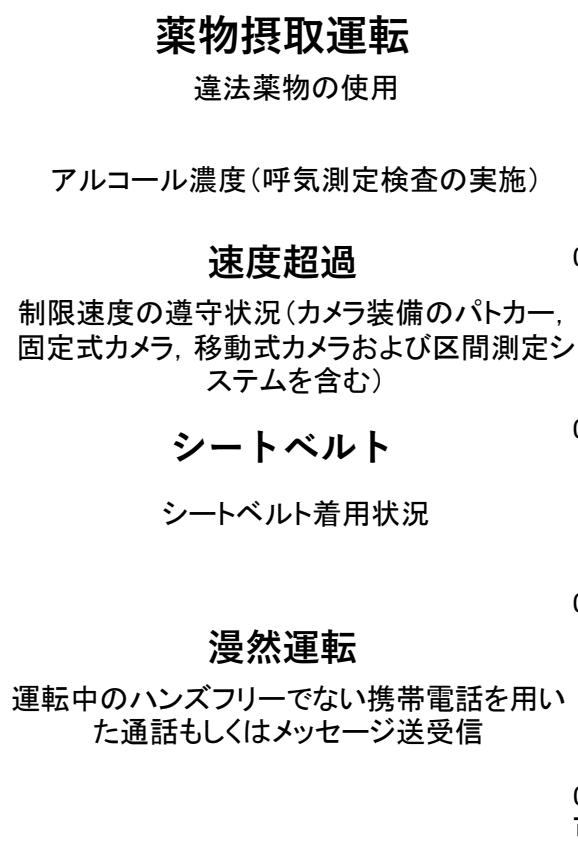 薬物摂取運転
違法薬物の使用
アルコール濃度（呼気測定検査の実施）
速度超過
制限速度の遵守状況（カメラ装備のパトカー，
固定式カメラ，移動式カメラおよび区間測定シ
ステムを含む）
シートベルト
シートベルト着用状況
漫然運転
運転中のハンズフリーでない携帯電話を用い
た通話もしくはメッセージ送受信